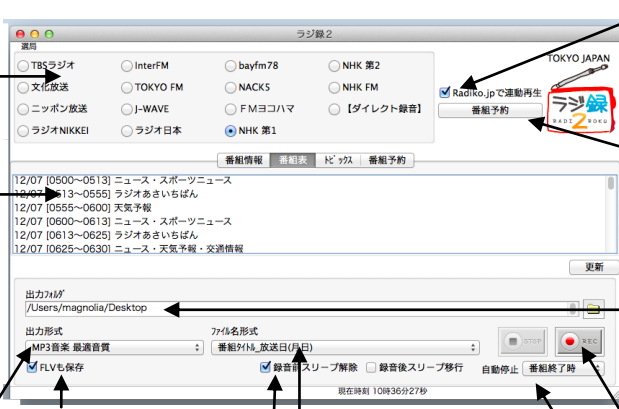 ラジ録2
選局
TOKYO JAPAN
TBSラジオ InterFM bayfm78 NHK 第2
文化放送 TOKYO FM NACK5 NHK FM
Radiko.jpで連動再生
ニッポン放送 J-WAVE FMヨコハマ 【ダイレクト録音】
番組予約
ラジ録2
RADI ROKU
ラジオNIKKEI ラジオ日本 NHK 第1
番組情報 番組表 トピックス 番組予約
12/07 [0500〜0513] ニュース・スポーツニュース
12/07 [0513〜0555] ラジオあさいちばん
12/07 [0555〜0600] 天気予報
12/07 [0600〜0613] ニュース・スポーツニュース
12/07 [0613〜0625] ラジオあさいちばん
12/07 [0625〜0630] ニュース・天気予報・交通情報
更新
出力フォルダ
/Users/magnolia/Desktop
出力形式 ファイル名形式
MP3音楽 最適音質 番組タイトル_放送日(月日) STOP REC
FLVも保存 録音前スリープ解除 録音後スリープ移行 自動停止 番組終了時
現在時刻 10時36分27秒